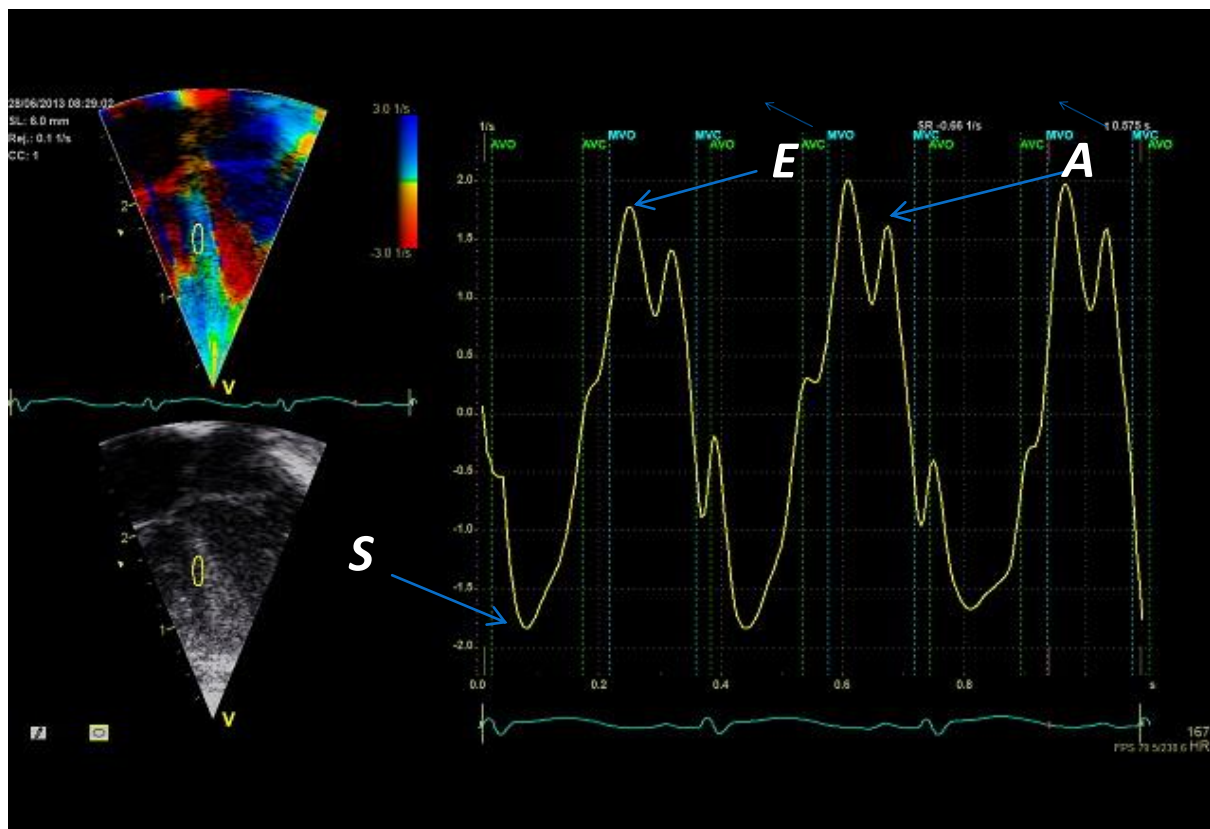 28/06/2013 08:29:02
SL: 6.0 mm
Rej.: 0.1 1/s
CC: 1
3.0 1/s
-3.0 1/s
2
1
V
2
1
V
1/s
SR -0.66 1/s
t 0.575 s
AVO AVC MVO MVC AVO AVC MVO MVC AVO AVC MVO MVC AVO
E
A
S
2.0
1.5
1.0
0.5
0.0
-0.5
-1.0
-1.5
-2.0
0.0 0.2 0.4 0.6 0.8 s
167
HR